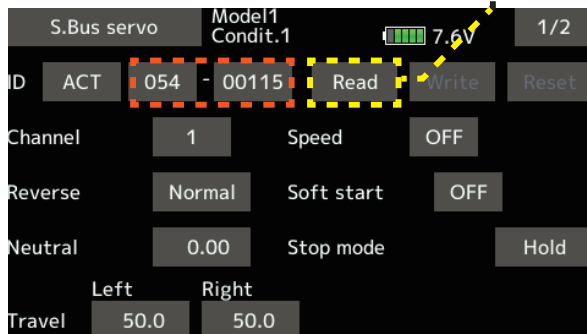 S.Bus servo Model1 7.6V 1/2
Condit.1
ID ACT 054 - 00115 Read Write Reset
Channel 1 Speed OFF
Reverse Normal Soft start OFF
Neutral 0.00 Stop mode Hold
Left Right
Travel 50.0 50.0